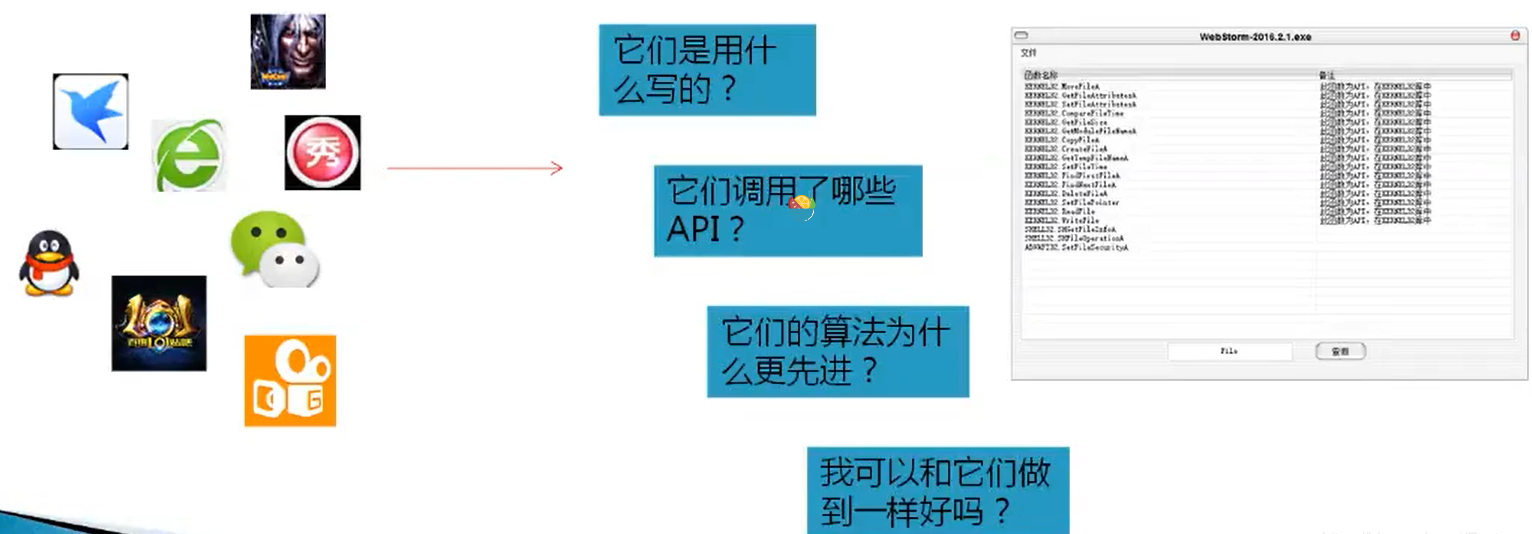 秀
101
它们是用什
么写的？
它们调用了哪些
API？
它们的算法为什
么更先进？
我可以和它们做
到一样好吗？
WebStorm-2016.2.1.exe
文件
函数名称 备注
KERNEL32.MoveFileA 此函数为API，在KERNEL32库中
KERNEL32.GetFileAttributesA 此函数为API，在KERNEL32库中
KERNEL32.SetFileAttributesA 此函数为API，在KERNEL32库中
KERNEL32.CompareFileTime 此函数为API，在KERNEL32库中
KERNEL32.GetFileSize 此函数为API，在KERNEL32库中
KERNEL32.GetModuleFileNameA 此函数为API，在KERNEL32库中
KERNEL32.CopyFileA 此函数为API，在KERNEL32库中
KERNEL32.CreateFileA 此函数为API，在KERNEL32库中
KERNEL32.GetTempFileNameA 此函数为API，在KERNEL32库中
KERNEL32.SetFileTime 此函数为API，在KERNEL32库中
KERNEL32.FindFirstFileA 此函数为API，在KERNEL32库中
KERNEL32.FindNextFileA 此函数为API，在KERNEL32库中
KERNEL32.DeleteFileA 此函数为API，在KERNEL32库中
KERNEL32.SetFilePointer 此函数为API，在KERNEL32库中
KERNEL32.ReadFile 此函数为API，在KERNEL32库中
KERNEL32.WriteFile 此函数为API，在KERNEL32库中
SHELL32.SHGetFileInfoA
SHELL32.SHFileOperationA
ADVAPI32.SetFileSecurityA
File 查询